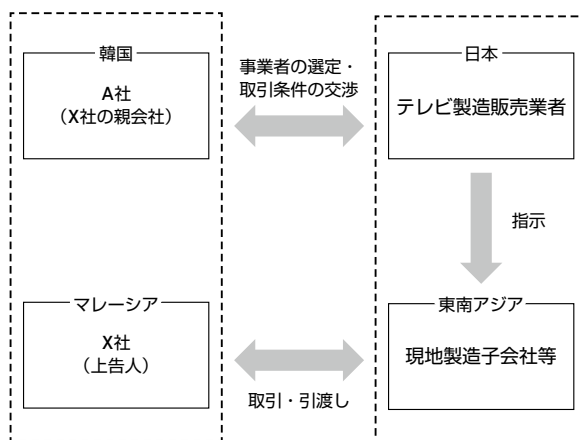 韓国
A社
（X社の親会社）
事業者の選定・
取引条件の交渉
日本
テレビ製造販売業者
指示
マレーシア
X社
（上告人）
取引・引渡し
東南アジア
現地製造子会社等